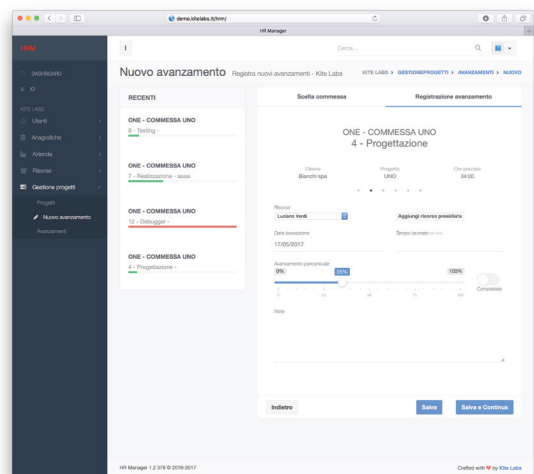 demo.kitelabs.it/hrm/
HR Manager
HRM
Cerca...
DASHBOARD
IO
KITE LABS
Utenti
Anagrafiche
Azienda
Risorse
Gestione progetti
Progetti
Nuovo avanzamento
Avanzamenti
Nuovo avanzamento Registra nuovi avanzamenti - Kite Labs
KITE LABS > GESTIONEPROGETTI > AVANZAMENTI > NUOVO
RECENTI
ONE - COMMESSA UNO
6 - Testing -
ONE - COMMESSA UNO
7 - Realizzazione - aaaa
ONE - COMMESSA UNO
12 - Debugger -
ONE - COMMESSA UNO
4 - Progettazione -
Scelta commessa Registrazione avanzamento
ONE - COMMESSA UNO
4 - Progettazione
Cliente Progetto Ore previste
Bianchi spa UNO 34:00
Risorsa
Luciano Verdi Aggiungi risorsa presidiata
Data lavorazione Tempo lavorato
17/05/2017
Avanzamento percentuale
0% 35% 100%
Completato
Note
Indietro Salva Salva e Continua
HR Manager 1.2 378 © 2016-2017 Crafted with ❤ by Kite Labs